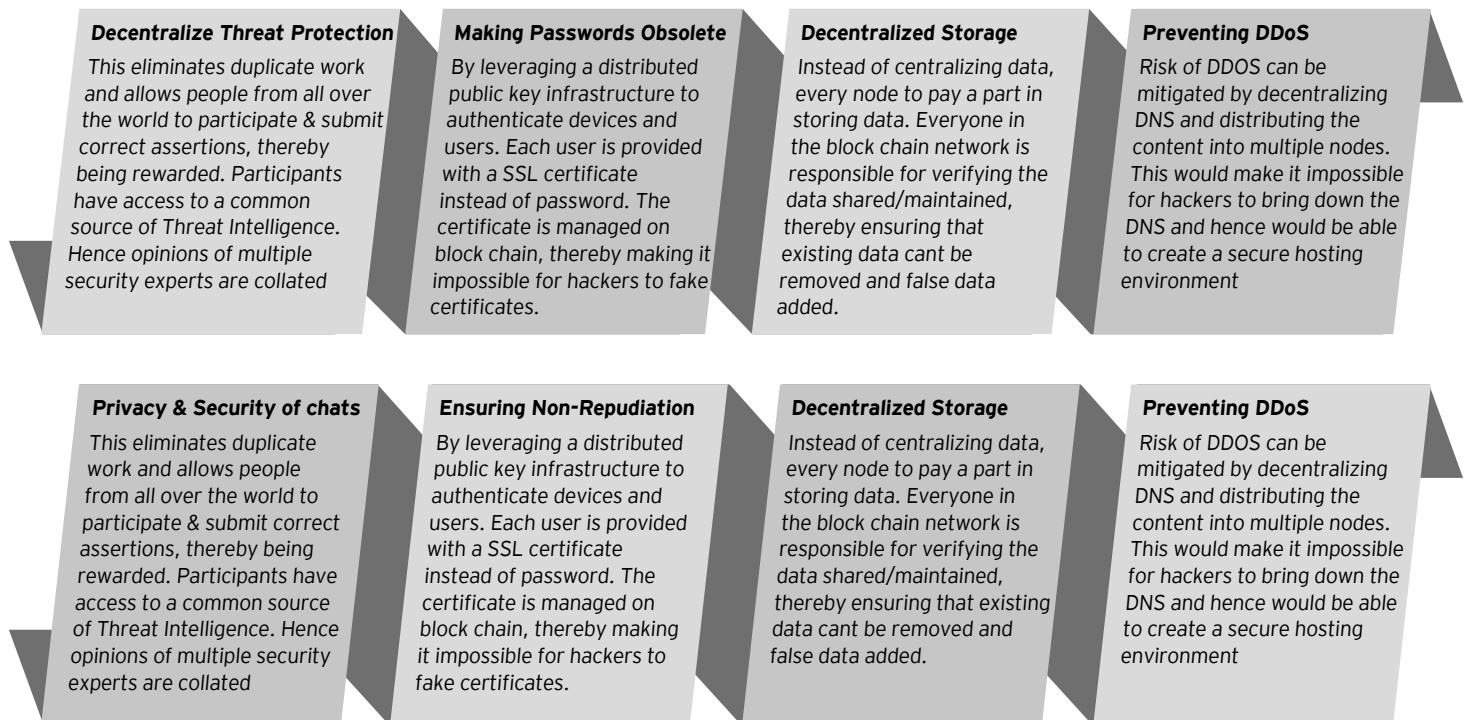 Decentralize Threat Protection
This eliminates duplicate work
and allows people from all over
the world to participate & submit
correct assertions, thereby
being rewarded. Participants
have access to a common
source of Threat Intelligence.
Hence opinions of multiple
security experts are collated
Making Passwords Obsolete
By leveraging a distributed
public key infrastructure to
authenticate devices and
users. Each user is provided
with a SSL certificate
instead of password. The
certificate is managed on
block chain, thereby making it
impossible for hackers to fake
certificates.
Decentralized Storage
Instead of centralizing data,
every node to pay a part in
storing data. Everyone in
the block chain network is
responsible for verifying the
data shared/maintained,
thereby ensuring that
existing data cant be
removed and false data
added.
Preventing DDoS
Risk of DDOS can be
mitigated by decentralizing
DNS and distributing the
content into multiple nodes.
This would make it impossible
for hackers to bring down the
DNS and hence would be able
to create a secure hosting
environment
Privacy & Security of chats
This eliminates duplicate
work and allows people
from all over the world to
participate & submit correct
assertions, thereby being
rewarded. Participants have
access to a common source
of Threat Intelligence. Hence
opinions of multiple security
experts are collated
Ensuring Non-Repudiation
By leveraging a distributed
public key infrastructure to
authenticate devices and
users. Each user is provided
with a SSL certificate
instead of password. The
certificate is managed on
block chain, thereby making
it impossible for hackers to
fake certificates.
Decentralized Storage
Instead of centralizing data,
every node to pay a part in
storing data. Everyone in
the block chain network is
responsible for verifying the
data shared/maintained,
thereby ensuring that existing
data cant be removed and
false data added.
Preventing DDoS
Risk of DDOS can be
mitigated by decentralizing
DNS and distributing the
content into multiple nodes.
This would make it impossible
for hackers to bring down the
DNS and hence would be able
to create a secure hosting
environment